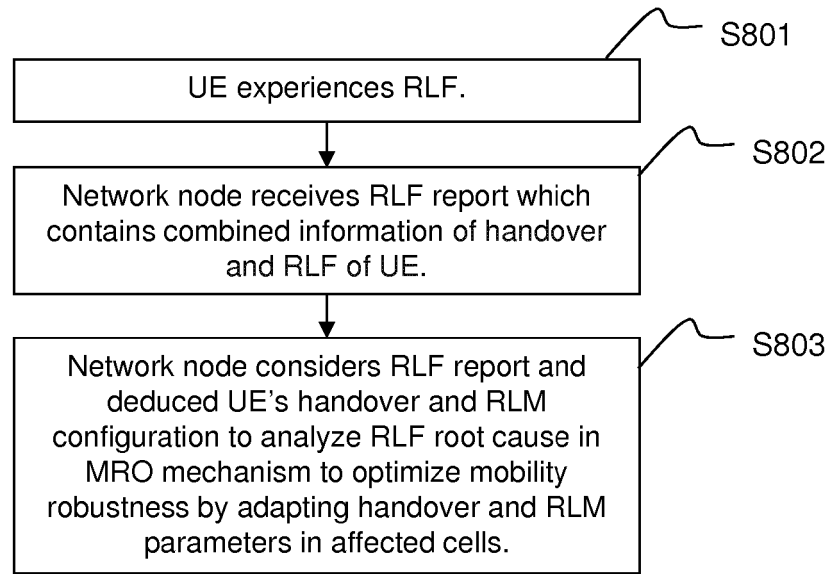 S801
UE experiences RLF.
S802
Network node receives RLF report which
contains combined information of handover
and RLF of UE.
S803
Network node considers RLF report and
deduced UE's handover and RLM
configuration to analyze RLF root cause in
MRO mechanism to optimize mobility
robustness by adapting handover and RLM
parameters in affected cells.